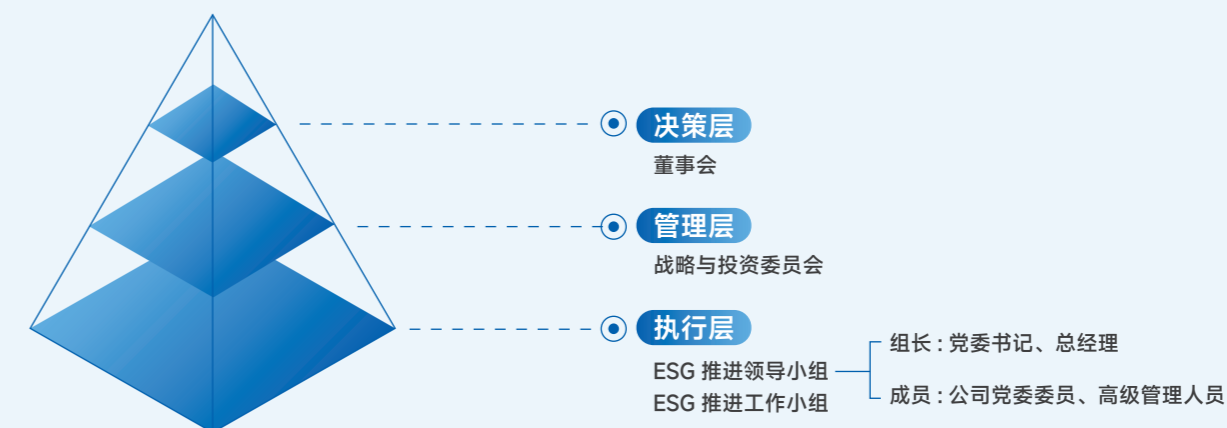 决策层
董事会
管理层
战略与投资委员会
执行层
ESG 推进领导小组
ESG 推进工作小组
组长：党委书记、总经理
成员：公司党委委员、高级管理人员